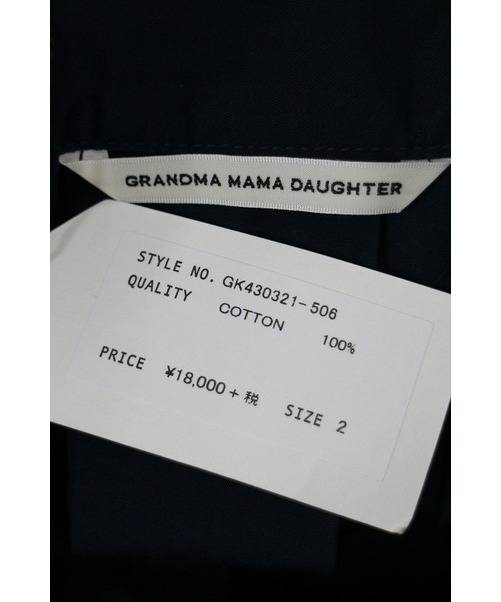 GRANDMA MAMA DAUGHTER
STYLE NO. GK430321-506
QUALITY COTTON 100%
PRICE ¥18,000+税 SIZE 2